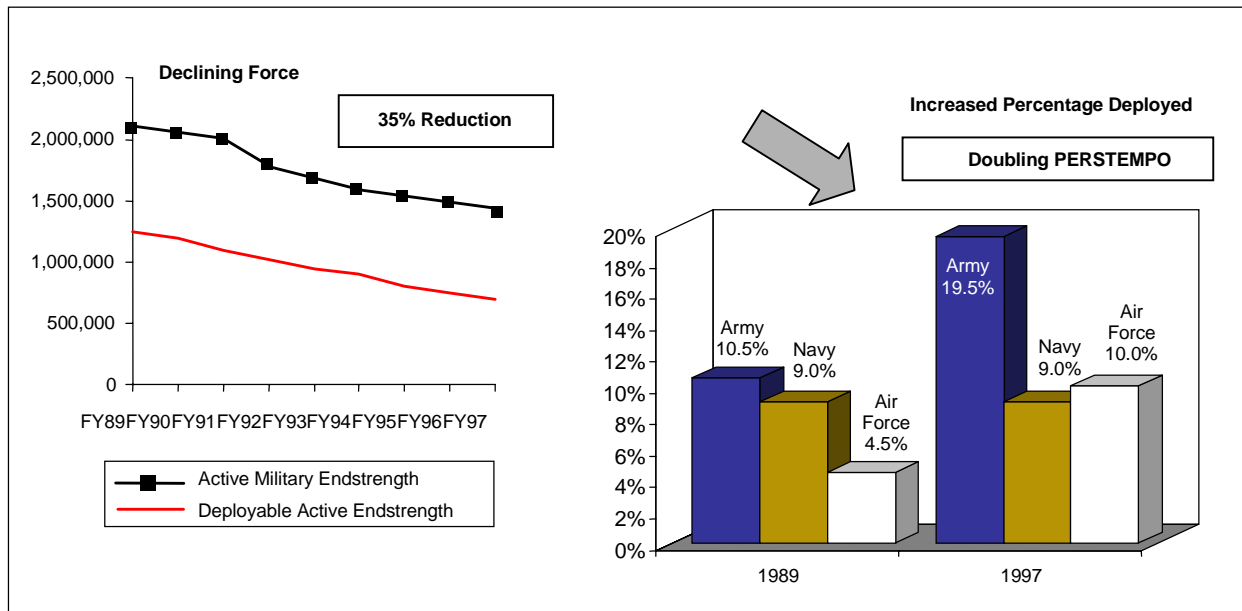 Declining Force
35% Reduction
2,500,000
2,000,000
1,500,000
1,000,000
500,000
0
FY89FY90FY91FY92FY93FY94FY95FY96FY97
Active Military Endstrength
Deployable Active Endstrength
Increased Percentage Deployed
Doubling PERSTEMPO
20%
18%
16%
14%
12%
10%
8%
6%
4%
2%
0%
Army
10.5%
Navy
9.0%
Air
Force
4.5%
Army
19.5%
Navy
9.0%
Air
Force
10.0%
1989
1997